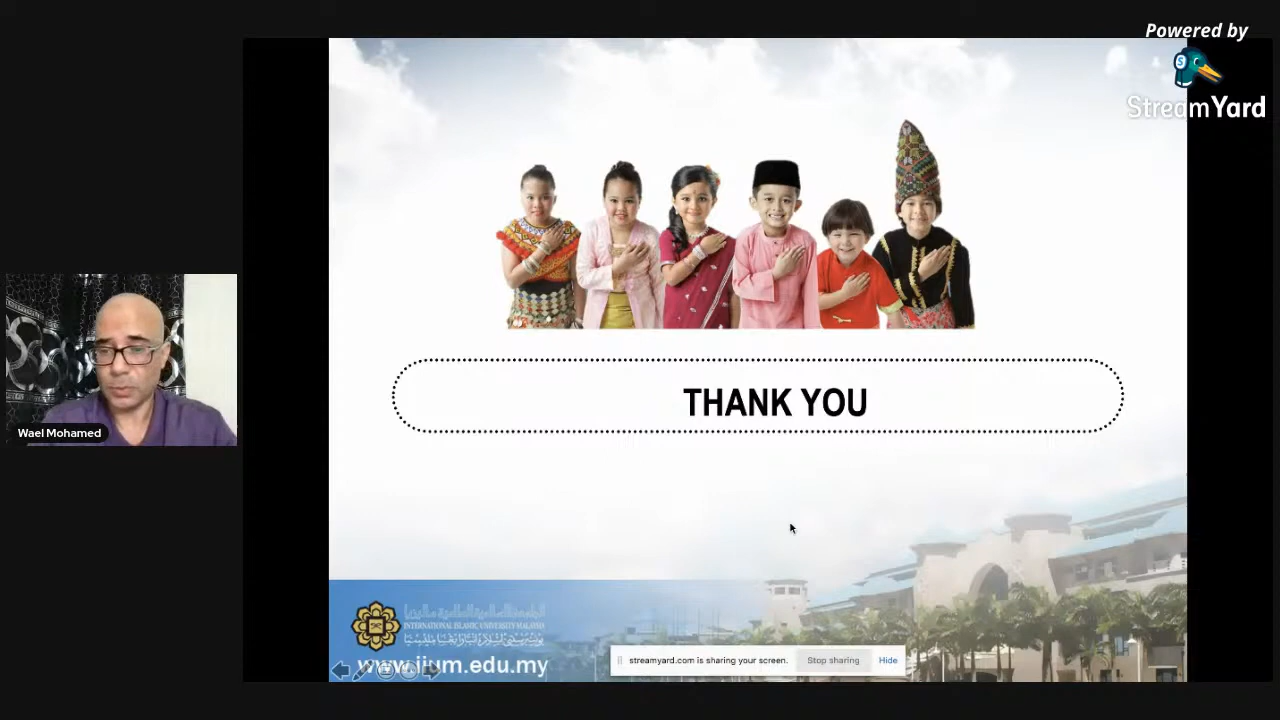 Powered by
StreamYard
THANK YOU
Wael Mohamed
INTERNATIONAL ISLAMIC UNIVERSITY MALAYSIA
www.iium.edu.my
streamyard.com is sharing your screen.
Stop sharing
Hide